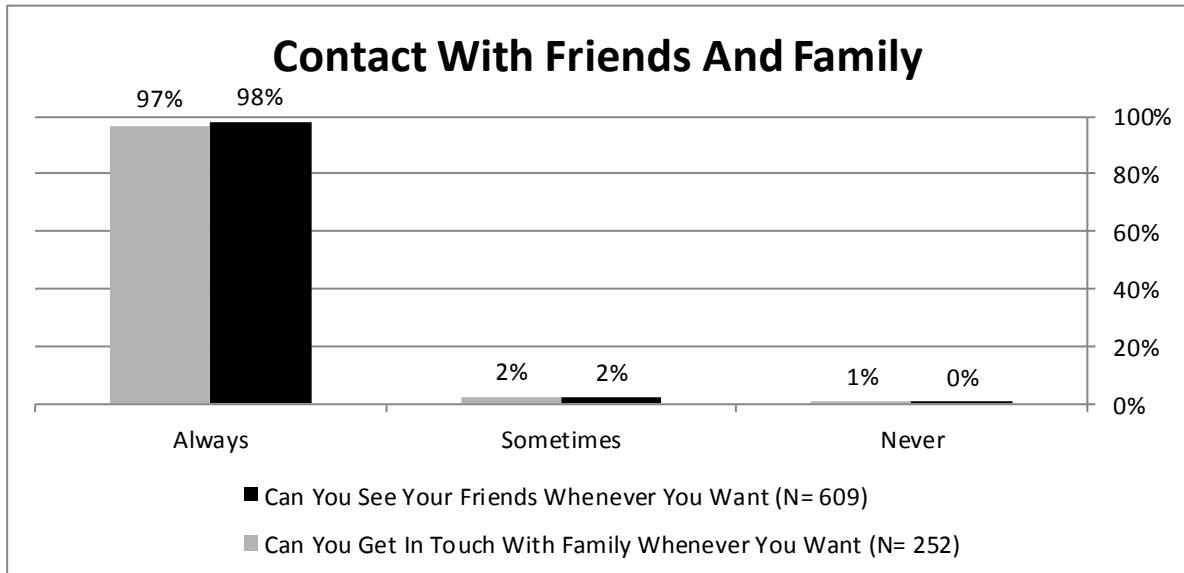 Contact With Friends And Family
97% 98%
2% 2%
1% 0%
100%
80%
60%
40%
20%
0%
Always Sometimes Never
Can You See Your Friends Whenever You Want (N= 609)
Can You Get In Touch With Family Whenever You Want (N= 252)